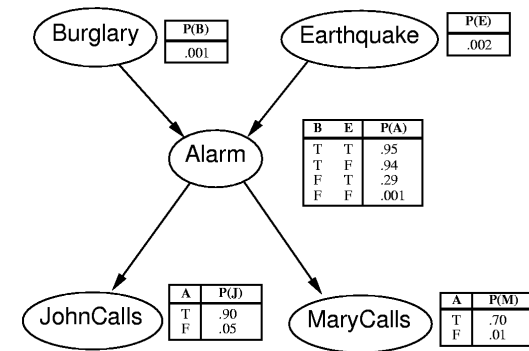 Burglary
P(B)
.001
Earthquake
P(E)
.002
Alarm
B E P(A)
T T .95
T F .94
F T .29
F F .001
JohnCalls
A P(J)
T .90
F .05
MaryCalls
A P(M)
T .70
F .01